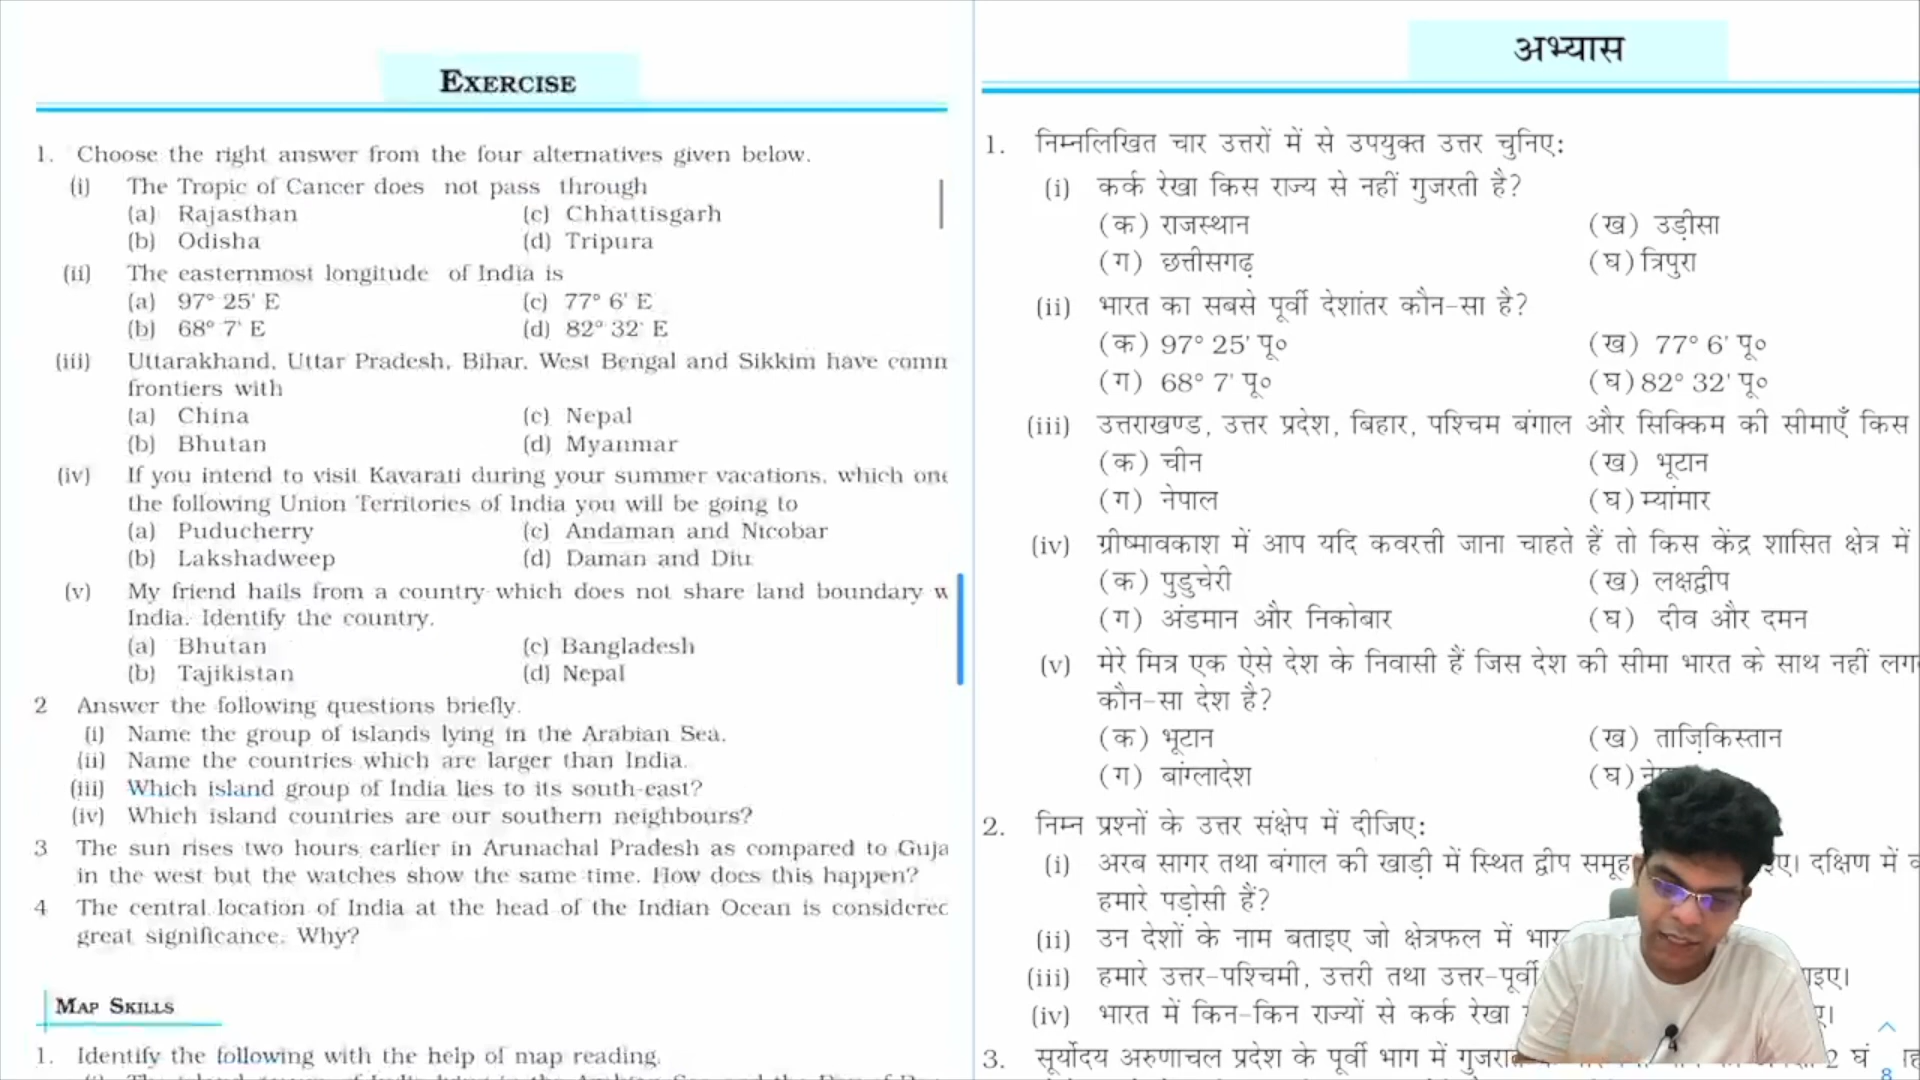 EXERCISE
1. Choose the right answer from the four alternatives given below.
(i) The Tropic of Cancer does not pass through
(a) Rajasthan (c) Chhattisgarh
(b) Odisha (d) Tripura
(ii) The easternmost longitude of India is
(a) 97° 25' E (c) 77° 6' E
(b) 68° 7' E (d) 82° 32' E
(iii) Uttarakhand, Uttar Pradesh, Bihar, West Bengal and Sikkim have
frontiers with
(a) China (c) Nepal
(b) Bhutan (d) Myanmar
(iv) If you intend to visit Kavarati during your summer vacations, which one
the following Union Territories of India you will be going to
(a) Puducherry (c) Andaman and Nicobar
(b) Lakshadweep (d) Daman and Diu
(v) My friend hails from a country which does not share land boundary
India. Identify the country.
(a) Bhutan (c) Bangladesh
(b) Tajikistan (d) Nepal
2 Answer the following questions briefly.
(i) Name the group of islands lying in the Arabian Sea.
(ii) Name the countries which are larger than India.
(iii) Which island group of India lies to its south-east?
(iv) Which island countries are our southern neighbours?
3 The sun rises two hours earlier in Arunachal Pradesh as compared to
in the west but the watches show the same time. How does this happen?
4 The central location of India at the head of the Indian Ocean is
great significance. Why?
MAP SKILLS
1. Identify the following with the help of map reading.
अभ्यास
1. निम्नलिखित चार उत्तरों में से उपयुक्त उत्तर चुनिए:
(i) कर्क रेखा किस राज्य से नहीं गुजरती है?
(क) राजस्थान (ख) उड़ीसा
(ग) छत्तीसगढ़ (घ) त्रिपुरा
(ii) भारत का सबसे पूर्वी देशांतर कौन-सा है?
(क) 97° 25' पू० (ख) 77° 6' पू०
(ग) 68° 7' पू० (घ) 82° 32' पू०
(iii) उत्तराखण्ड, उत्तर प्रदेश, बिहार, पश्चिम बंगाल और सिक्किम की सीमाएँ किस
(क) चीन (ख) भूटान
(ग) नेपाल (घ) म्यांमार
(iv) ग्रीष्मावकाश में आप यदि कवरत्ती जाना चाहते हैं तो किस केंद्र शासित क्षेत्र में
(क) पुडुचेरी (ख) लक्षद्वीप
(ग) अंडमान और निकोबार (घ) दीव और दमन
(v) मेरे मित्र एक ऐसे देश के निवासी हैं जिस देश की सीमा भारत के साथ नहीं
कौन-सा देश है?
(क) भूटान (ख) ताज़िकिस्तान
(ग) बांग्लादेश (घ)
2. निम्न प्रश्नों के उत्तर संक्षेप में दीजिए:
(i) अरब सागर तथा बंगाल की खाड़ी में स्थित द्वीप समूह दक्षिण में
हमारे पड़ोसी हैं?
(ii) उन देशों के नाम बताइए जो क्षेत्रफल में
(iii) हमारे उत्तर-पश्चिमी, उत्तरी तथा उत्तर-पूर्वी
(iv) भारत में किन-किन राज्यों से कर्क रेखा
3. सूर्योदय अरुणाचल प्रदेश के पूर्वी भाग में
8